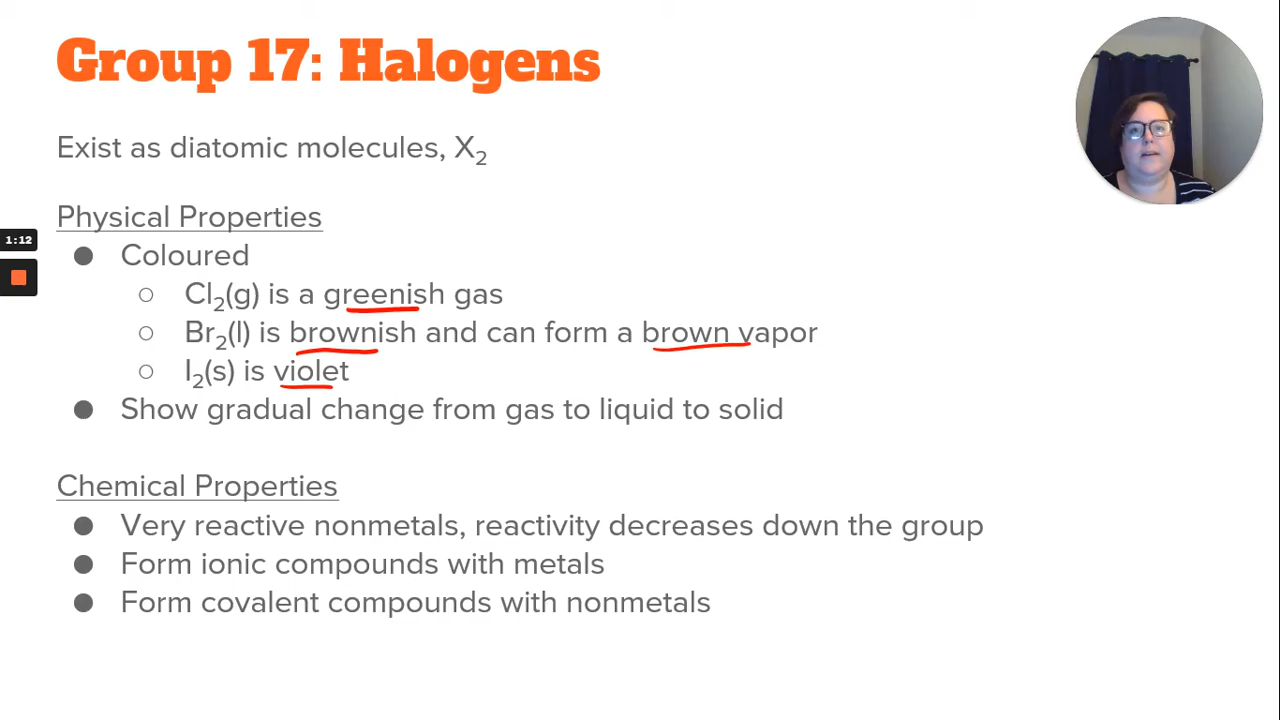 Group 17: Halogens
Exist as diatomic molecules, X₂
Physical Properties
● Coloured
○ Cl₂(g) is a greenish gas
○ Br₂(l) is brownish and can form a brown vapor
1:12
○ I₂(s) is violet
● Show gradual change from gas to liquid to solid
Chemical Properties
● Very reactive nonmetals, reactivity decreases down the group
● Form ionic compounds with metals
● Form covalent compounds with nonmetals